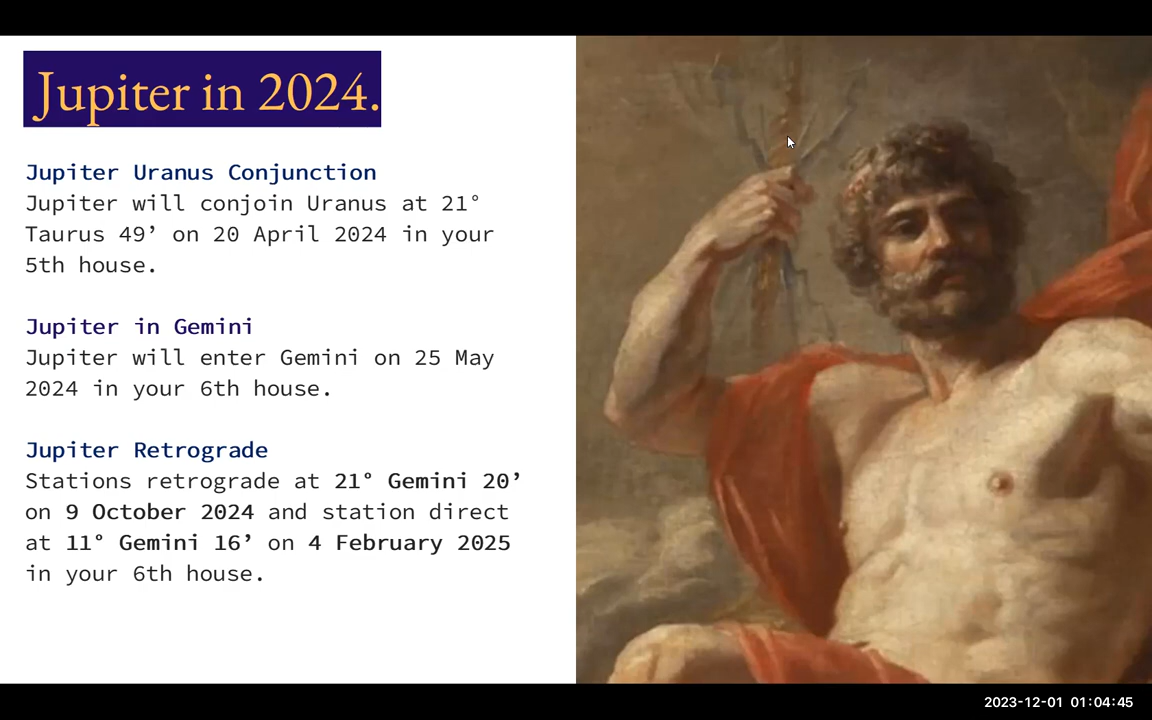 Jupiter in 2024.
Jupiter Uranus Conjunction
Jupiter will conjoin Uranus at 21°
Taurus 49’ on 20 April 2024 in your
5th house.
Jupiter in Gemini
Jupiter will enter Gemini on 25 May
2024 in your 6th house.
Jupiter Retrograde
Stations retrograde at 21° Gemini 20’
on 9 October 2024 and station direct
at 11° Gemini 16’ on 4 February 2025
in your 6th house.
2023-12-01 01:04:45